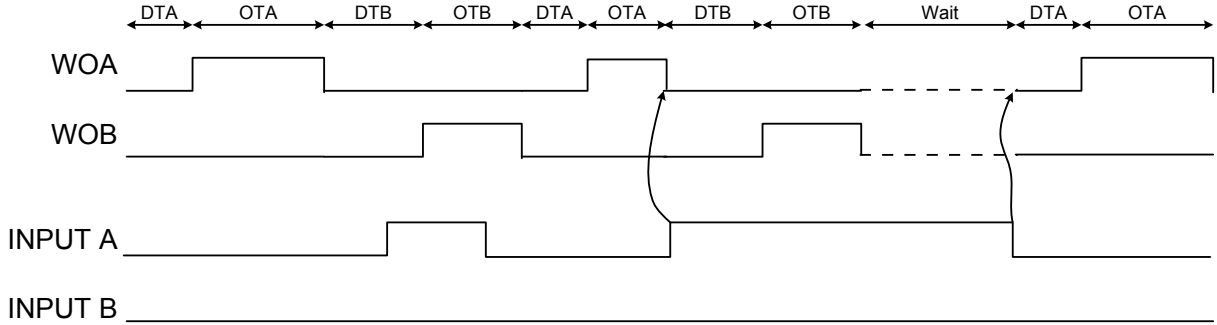 DTA OTA DTB OTB DTA OTA DTB OTB Wait DTA OTA
WOA
WOB
INPUT A
INPUT B